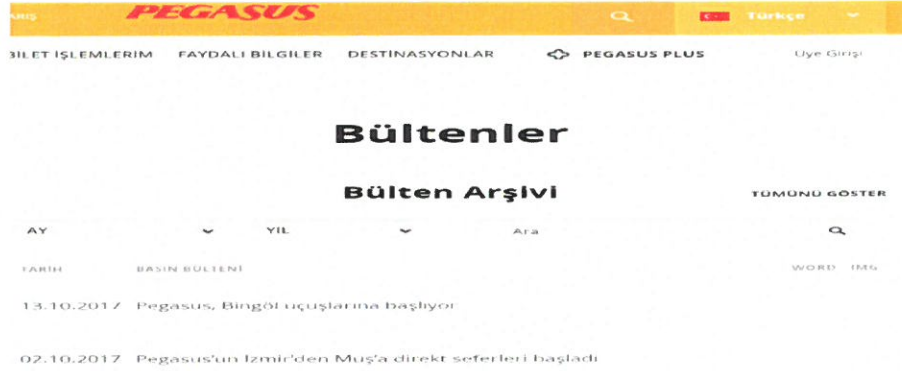 PEGASUS
Türkçe
BİLET İŞLEMLERİM FAYDALI BİLGİLER DESTİNASYONLAR PEGASUS PLUS Üye Girişi
Bültenler
Bülten Arşivi
TÜMÜNÜ GÖSTER
AY YIL Ara
TARİH BASIN BÜLTENİ WORD IMG
13.10.2017 Pegasus, Bingöl uçuşlarına başlıyor
02.10.2017 Pegasus'un İzmir'den Muş'a direkt seferleri başladı